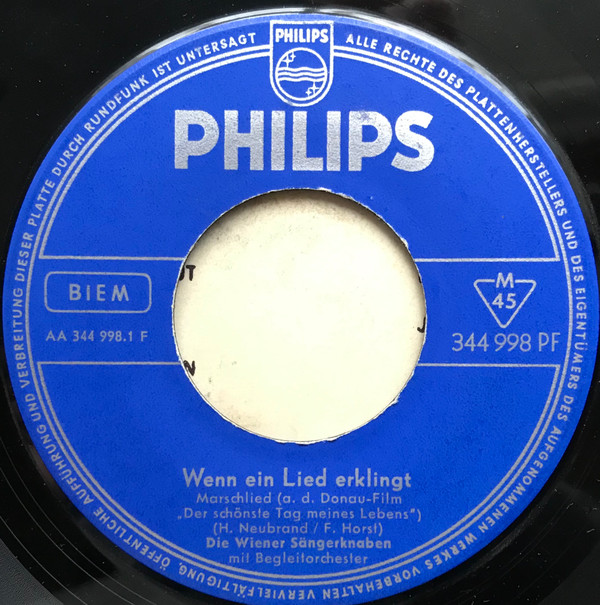 ALLE RECHTE DES PLATTENHERSTELLERS UND DES EIGENTÜMERS DES AUFGENOMMENEN WERKES VORBEHALTEN VERVIELFÄLTIGUNG, ÖFFENTLICHE AUFFÜHRUNG UND VERBREITUNG DIESER PLATTE DURCH RUNDFUNK IST UNTERSAGT
PHILIPS
PHILIPS
BIEM
AA 344 998.1 F
M
45
344 998 PF
Wenn ein Lied erklingt
Marschlied (a. d. Donau-Film
„Der schönste Tag meines Lebens")
(H. Neubrand / F. Horst)
Die Wiener Sängerknaben
mit Begleitorchester